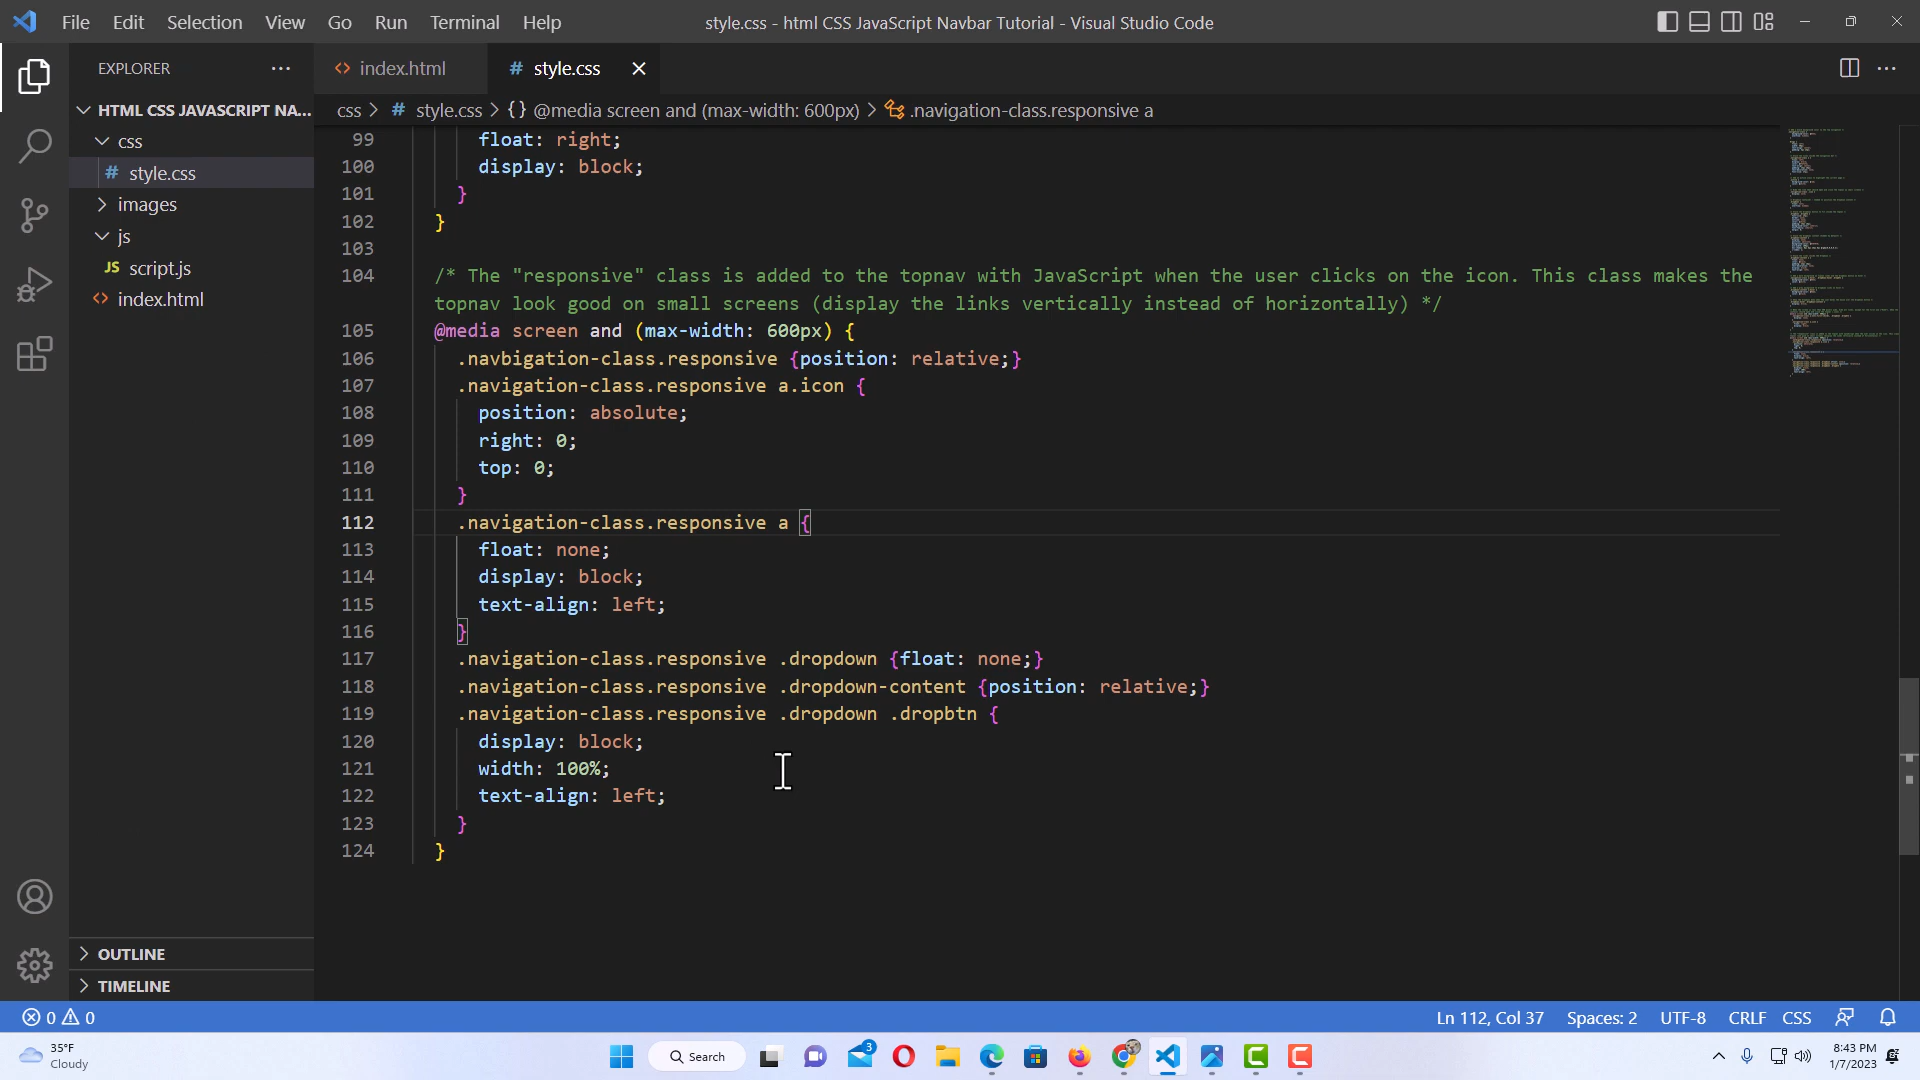 File Edit Selection View Go Run Terminal Help
style.css - html CSS JavaScript Navbar Tutorial - Visual Studio Code
EXPLORER
HTML CSS JAVASCRIPT NA...
css
# style.css
images
js
JS script.js
index.html
OUTLINE
TIMELINE
index.html
# style.css
css > # style.css > {} @media screen and (max-width: 600px) > .navigation-class.responsive a
99 float: right;
100 display: block;
101 }
102 }
103
104 /* The "responsive" class is added to the topnav with JavaScript when the user clicks on the icon. This class makes the
topnav look good on small screens (display the links vertically instead of horizontally) */
105 @media screen and (max-width: 600px) {
106 .navbigation-class.responsive {position: relative;}
107 .navigation-class.responsive a.icon {
108 position: absolute;
109 right: 0;
110 top: 0;
111 }
112 .navigation-class.responsive a {
113 float: none;
114 display: block;
115 text-align: left;
116 }
117 .navigation-class.responsive .dropdown {float: none;}
118 .navigation-class.responsive .dropdown-content {position: relative;}
119 .navigation-class.responsive .dropdown .dropbtn {
120 display: block;
121 width: 100%;
122 text-align: left;
123 }
124 }
0 0
Ln 112, Col 37 Spaces: 2 UTF-8 CRLF CSS
35°F
Cloudy
Search
3
8:43 PM
1/7/2023